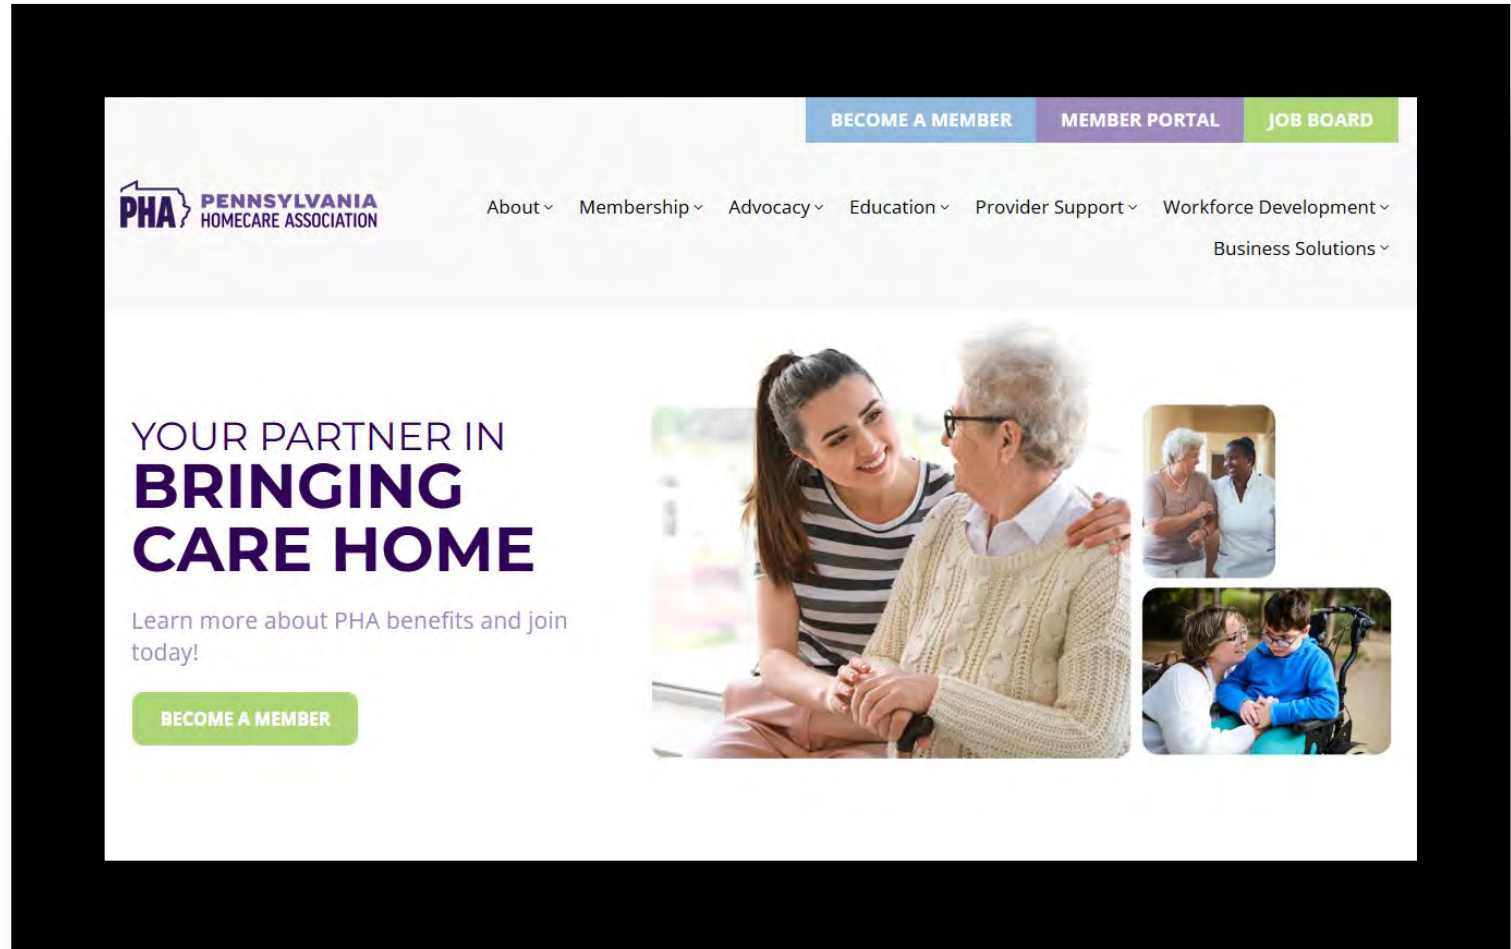 BECOME A MEMBER
MEMBER PORTAL
JOB BOARD
PHA
PENNSYLVANIA
HOMECARE ASSOCIATION
About
Membership
Advocacy
Education
Provider Support
Workforce Development
Business Solutions
YOUR PARTNER IN
BRINGING
CARE HOME
Learn more about PHA benefits and join
today!
BECOME A MEMBER